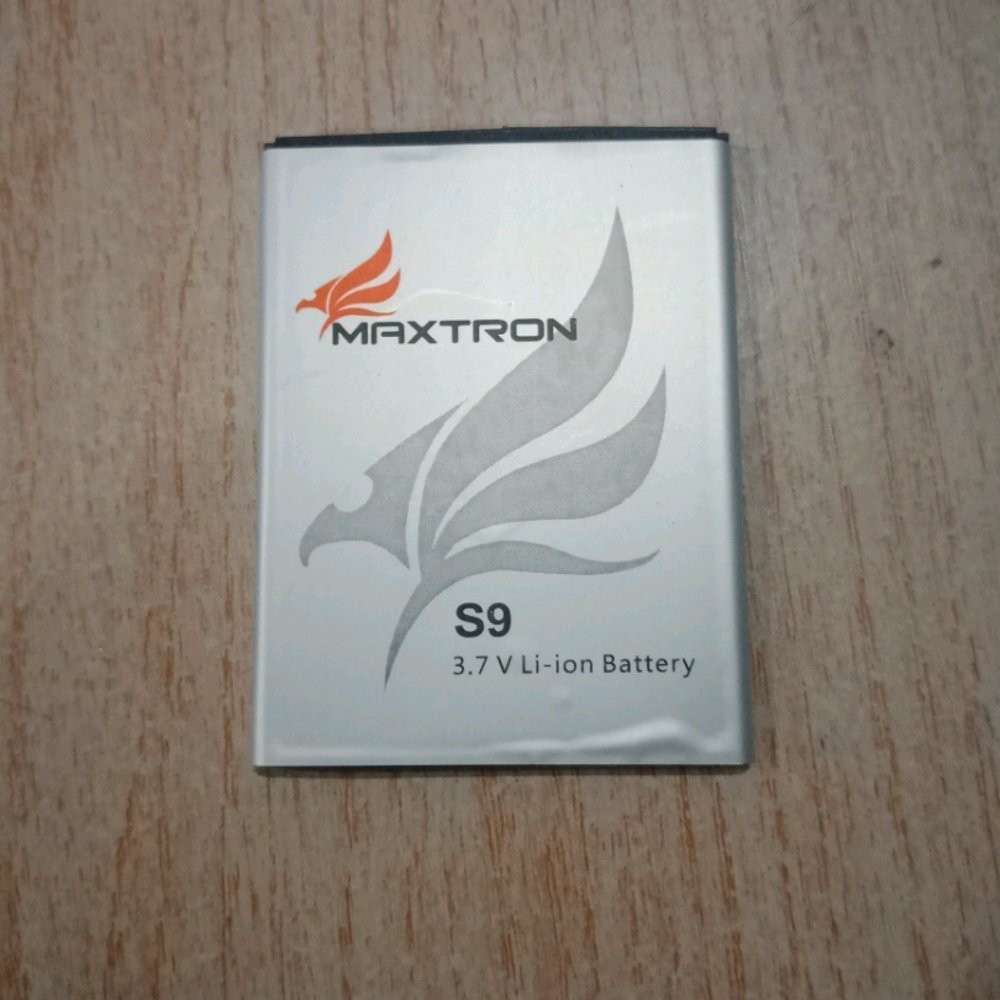 MAXTRON
S9
3.7 V Li-ion Battery